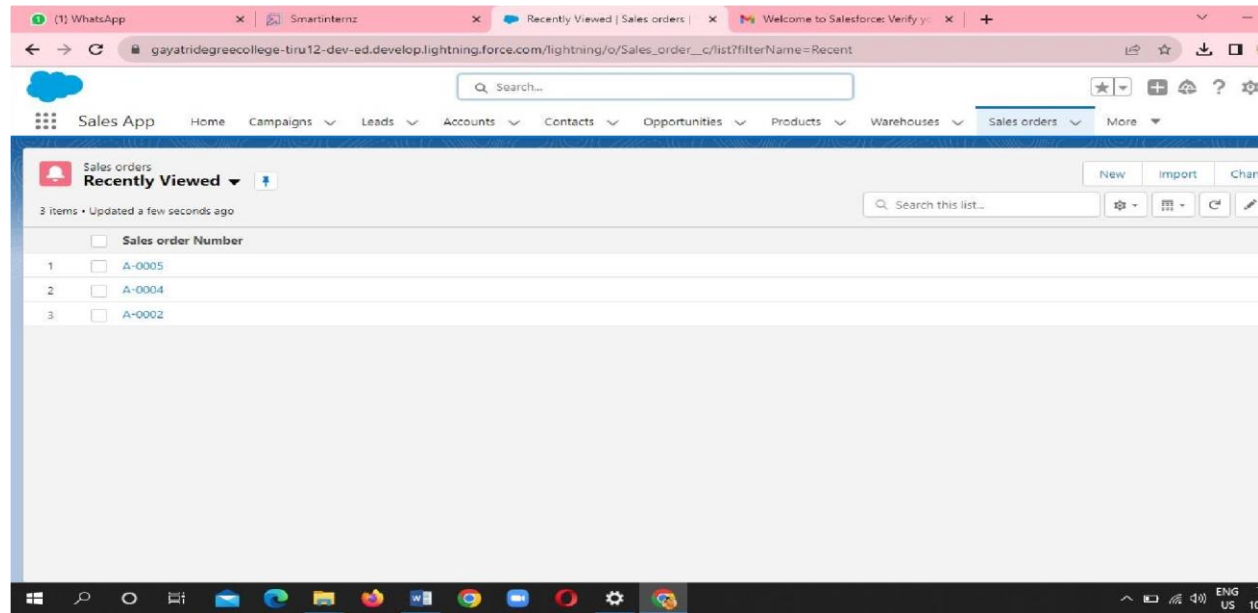 (1) WhatsApp Smartinternz Recently Viewed | Sales orders | Welcome to Salesforce: Verify yo
gayatridegreecollege-tiru12-dev-ed.develop.lightning.force.com/lightning/o/Sales_order__c/list?filterName=Recent
Search...
Sales App Home Campaigns Leads Accounts Contacts Opportunities Products Warehouses Sales orders More
Sales orders
Recently Viewed
New Import Chan
3 items • Updated a few seconds ago
Search this list...
Sales order Number
1 A-0005
2 A-0004
3 A-0002
ENG
US 10